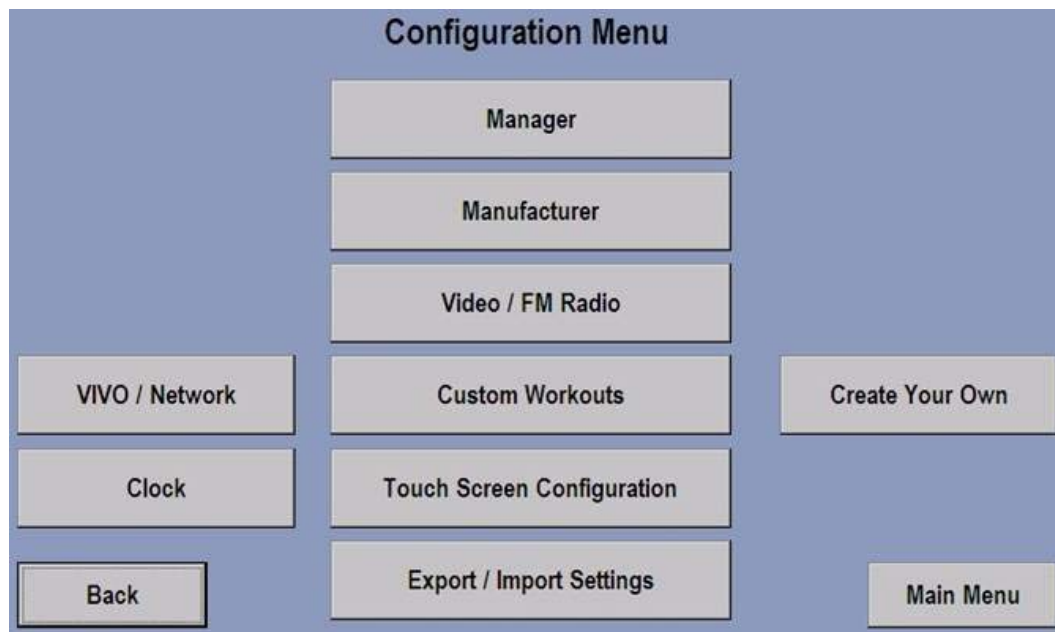 Configuration Menu
Manager
Manufacturer
Video / FM Radio
VIVO / Network
Custom Workouts
Create Your Own
Clock
Touch Screen Configuration
Back
Export / Import Settings
Main Menu